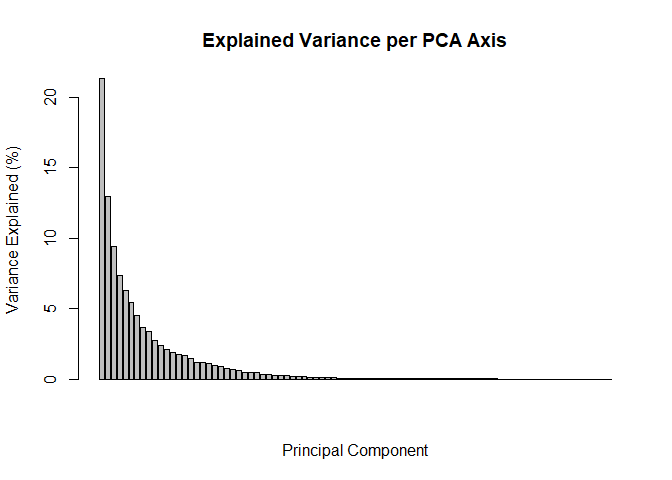 Explained Variance per PCA Axis
Variance Explained (%)
20
15
10
5
0
Principal Component